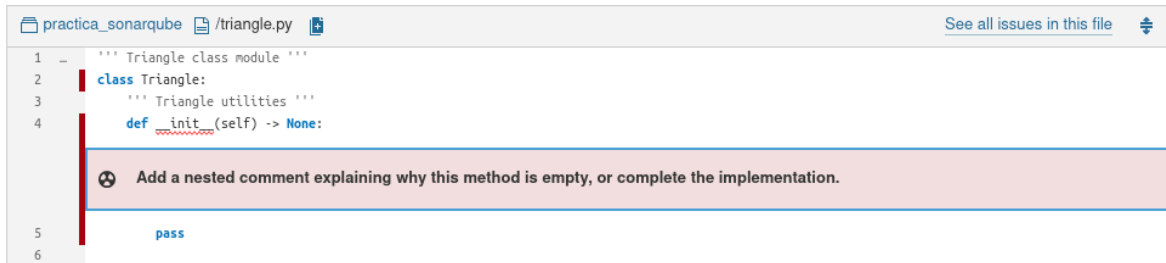 practica_sonarqube /triangle.py See all issues in this file
1 ''' Triangle class module '''
2 class Triangle:
3 ''' Triangle utilities '''
4 def __init__(self) -> None:
Add a nested comment explaining why this method is empty, or complete the implementation.
5 pass
6